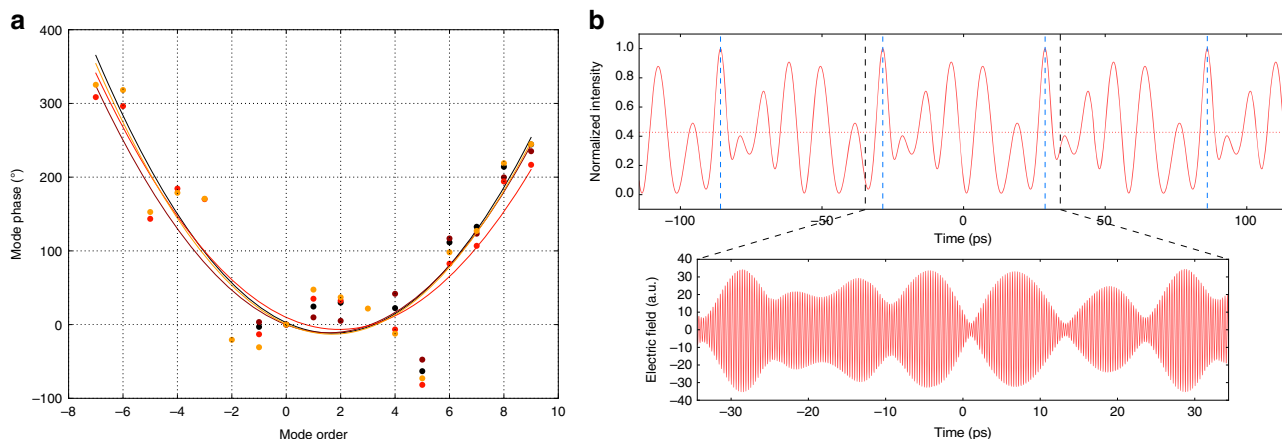 a
400
300
200
100
0
−100
Mode phase (°)
−8 −6 −4 −2 0 2 4 6 8 10
Mode order
b
1.0
0.8
0.6
0.4
0.2
0.0
Normalized intensity
−100 −50 0 50 100
Time (ps)
40
30
20
10
0
−10
−20
−30
−40
Electric field (a.u.)
−30 −20 −10 0 10 20 30
Time (ps)